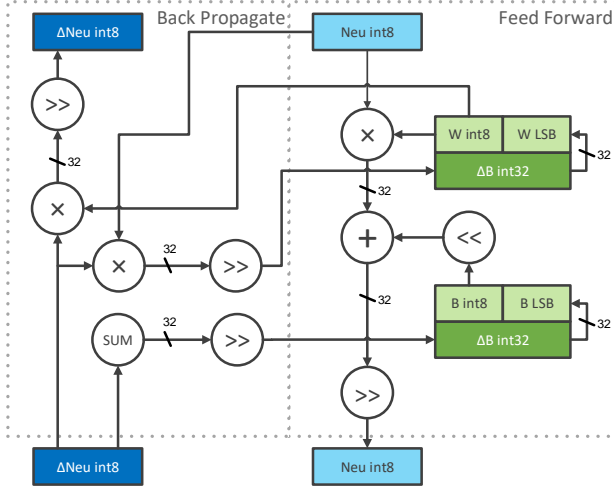 Back Propagate
Feed Forward
ΔNeu int8
Neu int8
>>
32
×
W int8
W LSB
ΔB int32
32
×
32
+
<<
×
32
>>
32
B int8
B LSB
ΔB int32
32
SUM
32
>>
>>
ΔNeu int8
Neu int8